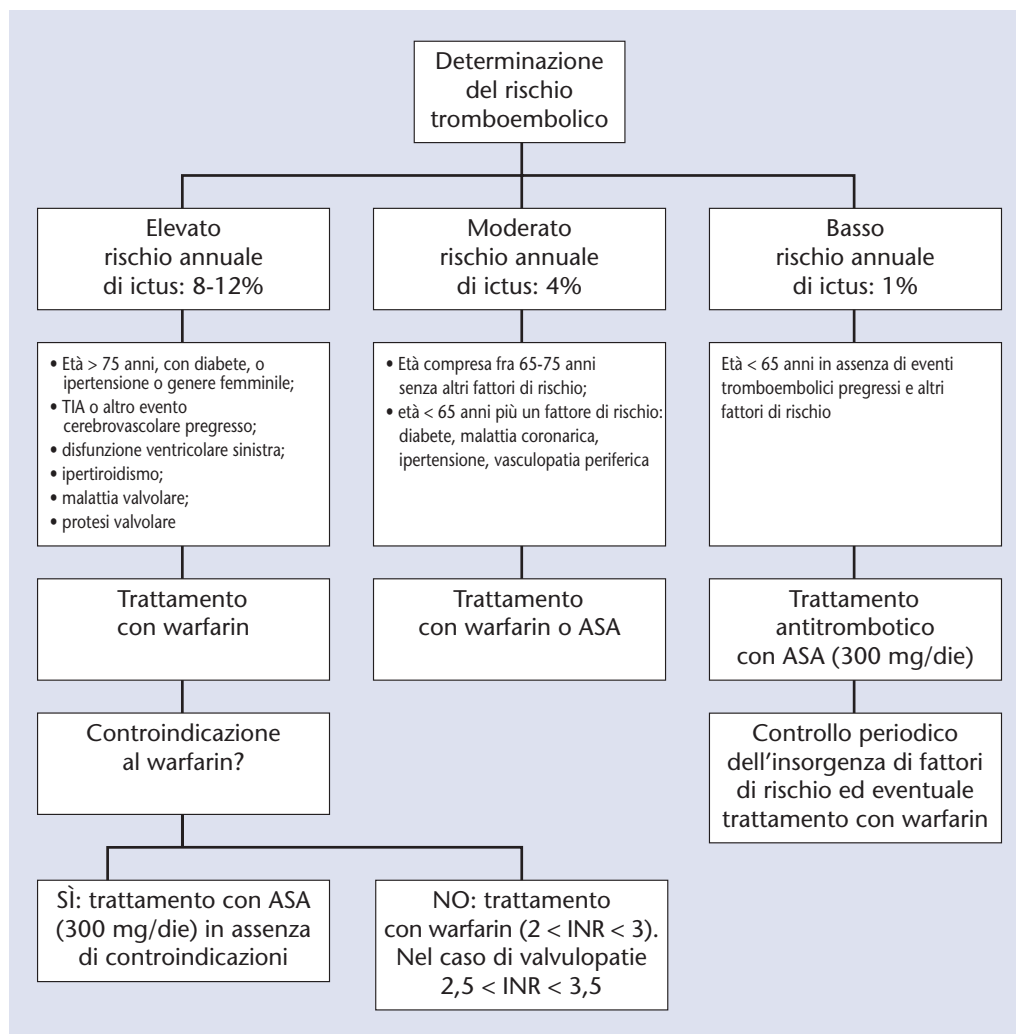 Determinazione
del rischio
tromboembolico
Elevato
rischio annuale
di ictus: 8-12%
Moderato
rischio annuale
di ictus: 4%
Basso
rischio annuale
di ictus: 1%
• Età > 75 anni, con diabete, o
ipertensione o genere femminile;
• TIA o altro evento
cerebrovascolare pregresso;
• disfunzione ventricolare sinistra;
• ipertiroidismo;
• malattia valvolare;
• protesi valvolare
• Età compresa fra 65-75 anni
senza altri fattori di rischio;
• età < 65 anni più un fattore di rischio:
diabete, malattia coronarica,
ipertensione, vasculopatia periferica
Età < 65 anni in assenza di eventi
tromboembolici pregressi e altri
fattori di rischio
Trattamento
con warfarin
Trattamento
con warfarin o ASA
Trattamento
antitrombotico
con ASA (300 mg/die)
Controindicazione
al warfarin?
Controllo periodico
dell'insorgenza di fattori
di rischio ed eventuale
trattamento con warfarin
SÌ: trattamento con ASA
(300 mg/die) in assenza
di controindicazioni
NO: trattamento
con warfarin (2 < INR < 3).
Nel caso di valvulopatie
2,5 < INR < 3,5